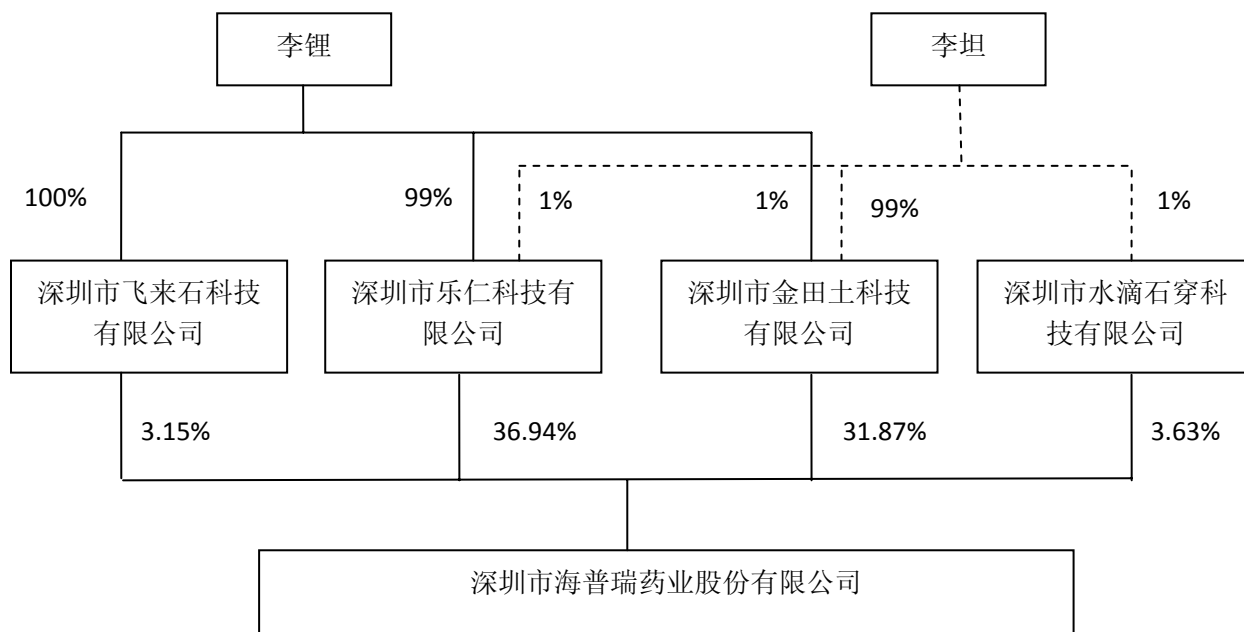 李锂
李坦
100%
99%
1%
1%
99%
1%
深圳市飞来石科技
有限公司
深圳市乐仁科技有
限公司
深圳市金田土科技
有限公司
深圳市水滴石穿科
技有限公司
3.15%
36.94%
31.87%
3.63%
深圳市海普瑞药业股份有限公司